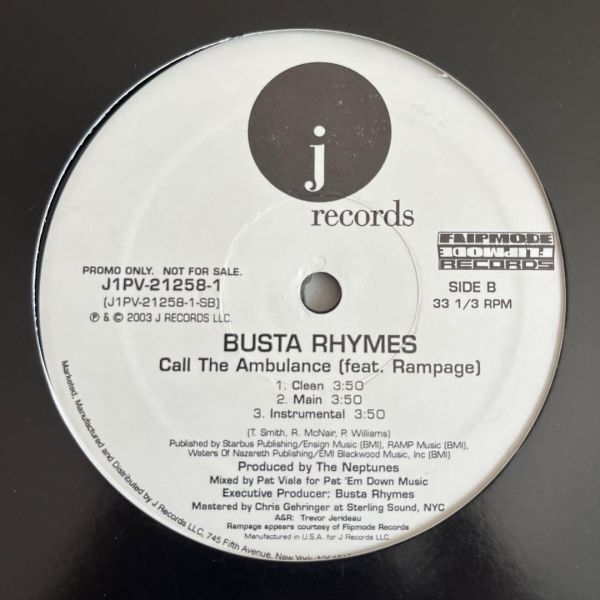 j
records
FLIPMODE
FLIPMODE
RECORDS
PROMO ONLY. NOT FOR SALE.
J1PV-21258-1
(J1PV-21258-1-SB)
℗ & © 2003 J RECORDS LLC.
SIDE B
33 1/3 RPM
BUSTA RHYMES
Call The Ambulance (feat. Rampage)
1. Clean 3:50
2. Main 3:50
3. Instrumental 3:50
(T. Smith, R. McNair, P. Williams)
Published by Starbus Publishing/Ensign Music (BMI), RAMP Music (BMI),
Waters Of Nazareth Publishing/EMI Blackwood Music, Inc (BMI)
Produced by The Neptunes
Mixed by Pat Viala for Pat 'Em Down Music
Executive Producer: Busta Rhymes
Mastered by Chris Gehringer at Sterling Sound, NYC
A&R: Trevor Jerideau
Rampage appears courtesy of Flipmode Records
Manufactured in U.S.A. for J Records LLC.
Marketed, Manufactured and Distributed by J Records LLC, 745 Fifth Avenue, New York,